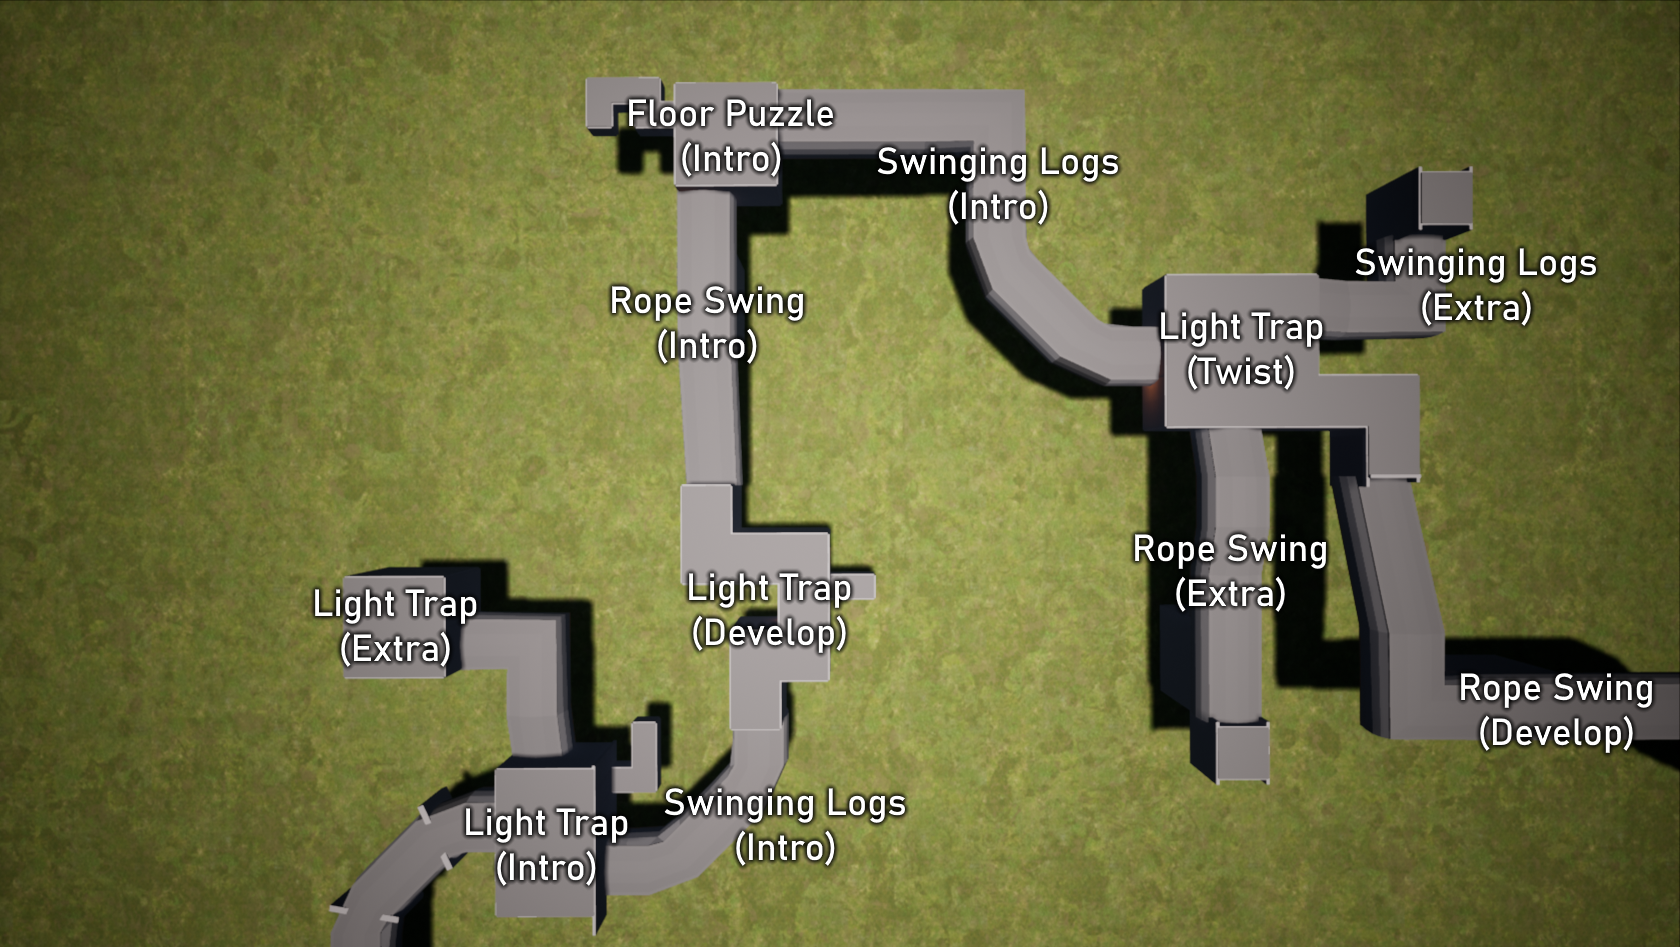 Floor Puzzle
(Intro)
Swinging Logs
(Intro)
Swinging Logs
(Extra)
Rope Swing
(Intro)
Light Trap
(Twist)
Rope Swing
(Extra)
Light Trap
(Extra)
Light Trap
(Develop)
Rope Swing
(Develop)
Light Trap
(Intro)
Swinging Logs
(Intro)